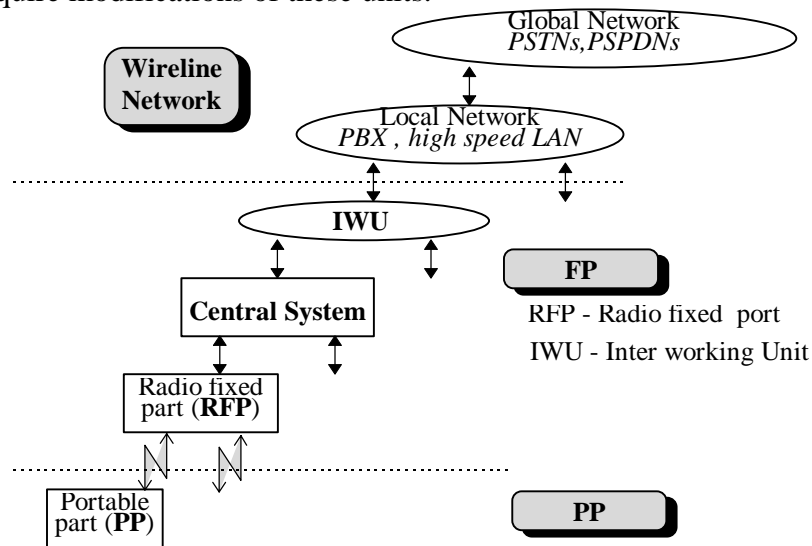 quire modifications of these units.
Global Network
PSTNs,PSPDNs
Wireline
Network
Local Network
PBX , high speed LAN
IWU
FP
Central System
RFP - Radio fixed port
IWU - Inter working Unit
Radio fixed
part (RFP)
Portable
part (PP)
PP